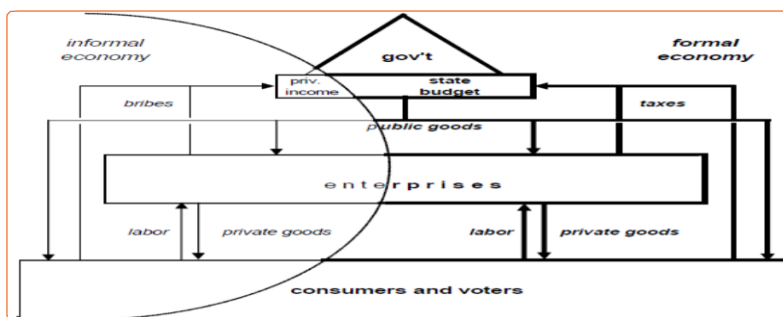 informal
economy
formal
economy
gov't
priv.
income
state
budget
bribes
taxes
public goods
enterprises
labor
private goods
labor
private goods
consumers and voters